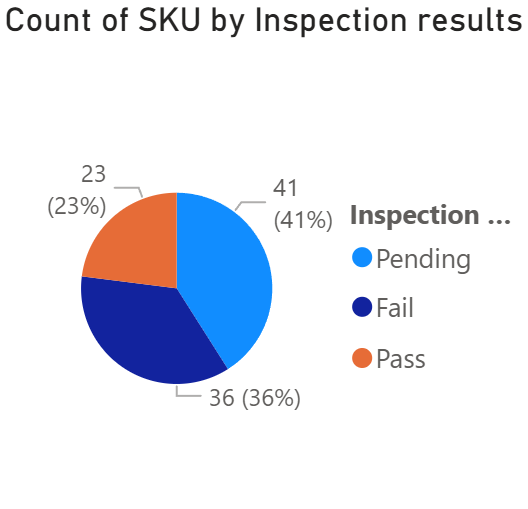 Count of SKU by Inspection results
23
(23%)
41
(41%)
36 (36%)
Inspection ...
Pending
Fail
Pass